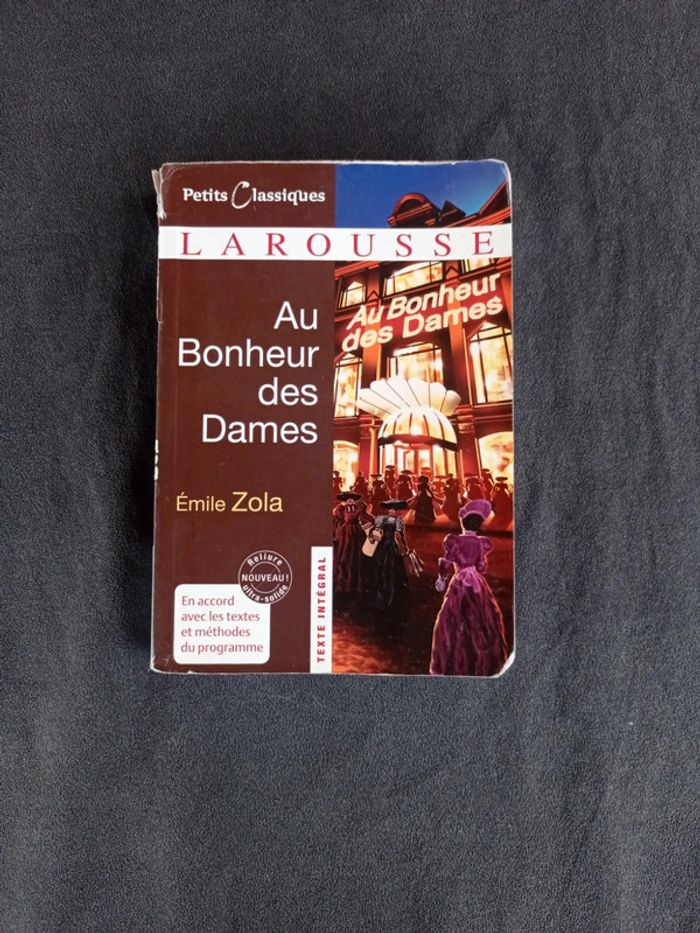 Petits Classiques
LAROUSSE
Au
Bonheur
des
Dames
Émile Zola
Au Bonheur
des Dames
Reliure
NOUVEAU !
ultra-solide
En accord
avec les textes
et méthodes
du programme
TEXTE INTÉGRAL